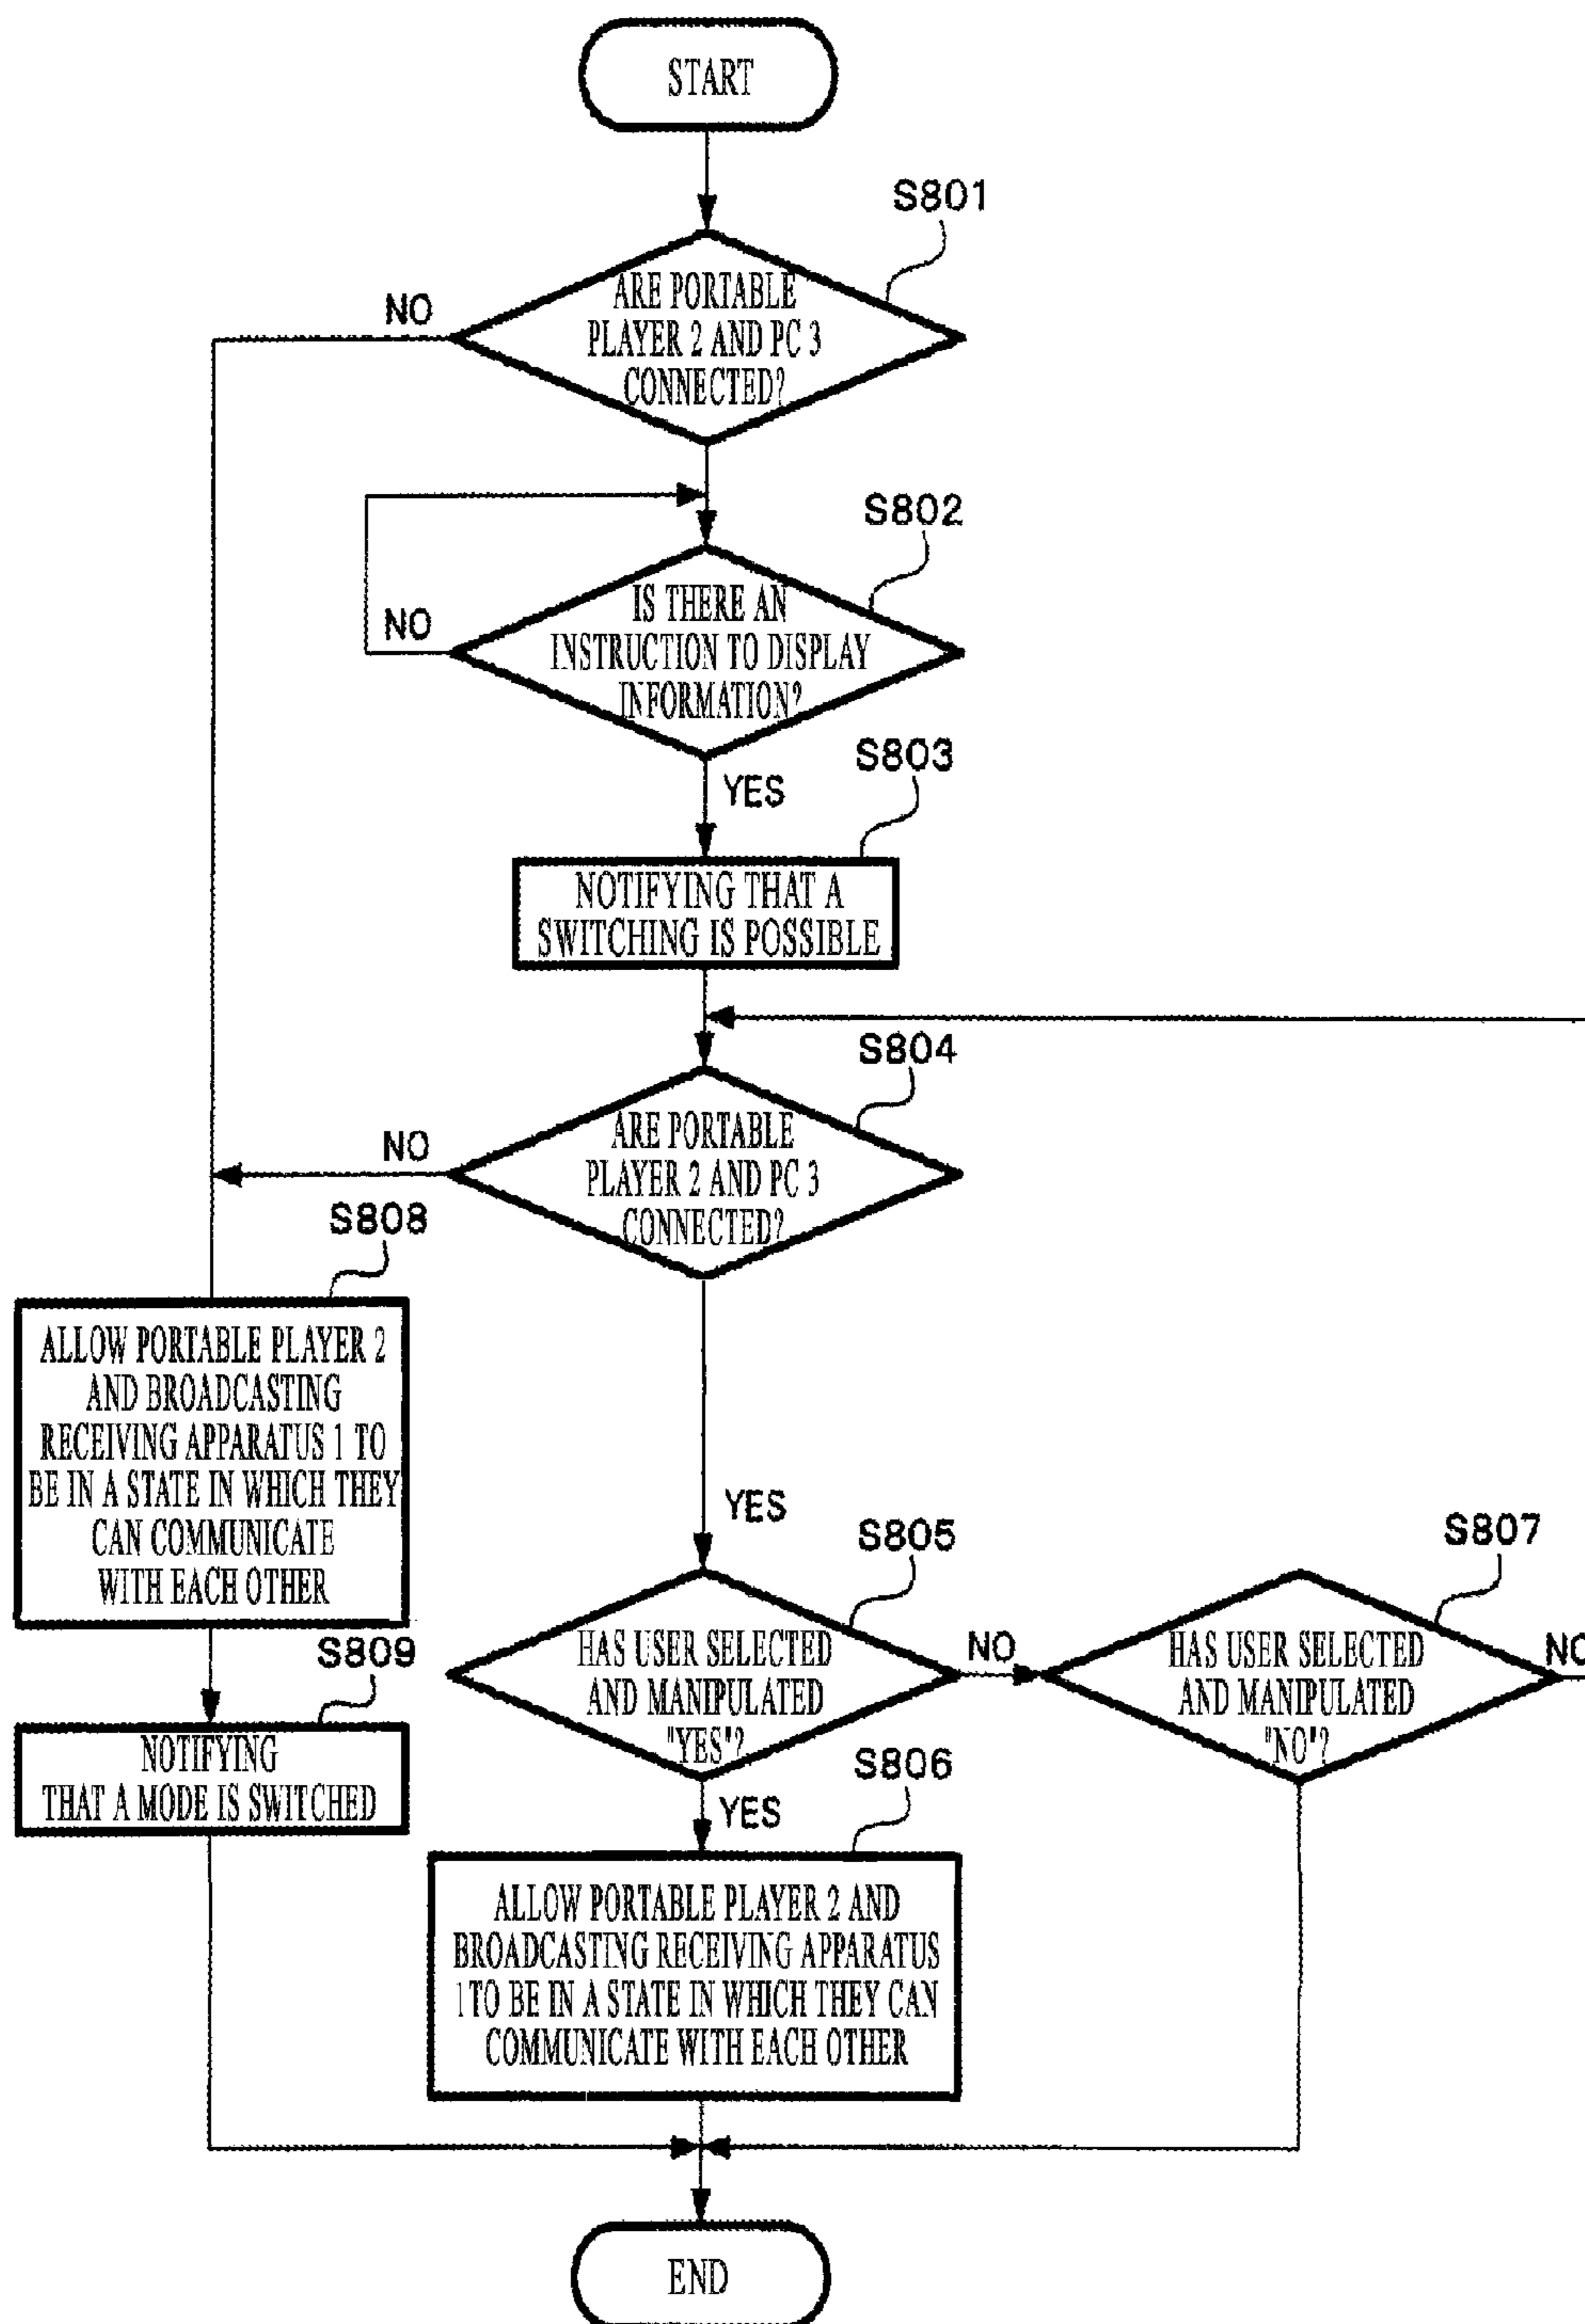 START
S801
ARE PORTABLE
PLAYER 2 AND PC 3
CONNECTED?
NO
S802
IS THERE AN
INSTRUCTION TO DISPLAY
INFORMATION?
NO
YES
S803
NOTIFYING THAT A
SWITCHING IS POSSIBLE
S804
ARE PORTABLE
PLAYER 2 AND PC 3
CONNECTED?
NO
YES
S808
ALLOW PORTABLE PLAYER 2
AND BROADCASTING
RECEIVING APPARATUS 1 TO
BE IN A STATE IN WHICH THEY
CAN COMMUNICATE
WITH EACH OTHER
S809
NOTIFYING
THAT A MODE IS SWITCHED
S805
HAS USER SELECTED
AND MANIPULATED
"YES"?
NO
YES
S807
HAS USER SELECTED
AND MANIPULATED
"NO"?
NO
S806
ALLOW PORTABLE PLAYER 2 AND
BROADCASTING RECEIVING APPARATUS
1 TO BE IN A STATE IN WHICH THEY CAN
COMMUNICATE WITH EACH OTHER
END